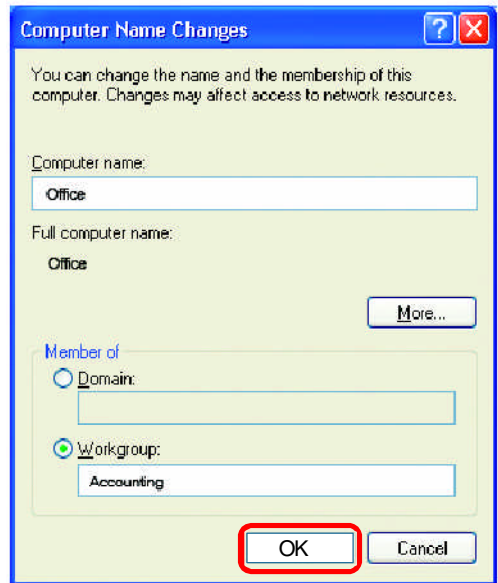 Computer Name Changes
You can change the name and the membership of this
computer. Changes may affect access to network resources.
Computer name:
Office
Full computer name:
Office
More...
Member of
Domain:
Workgroup:
Accounting
OK
Cancel